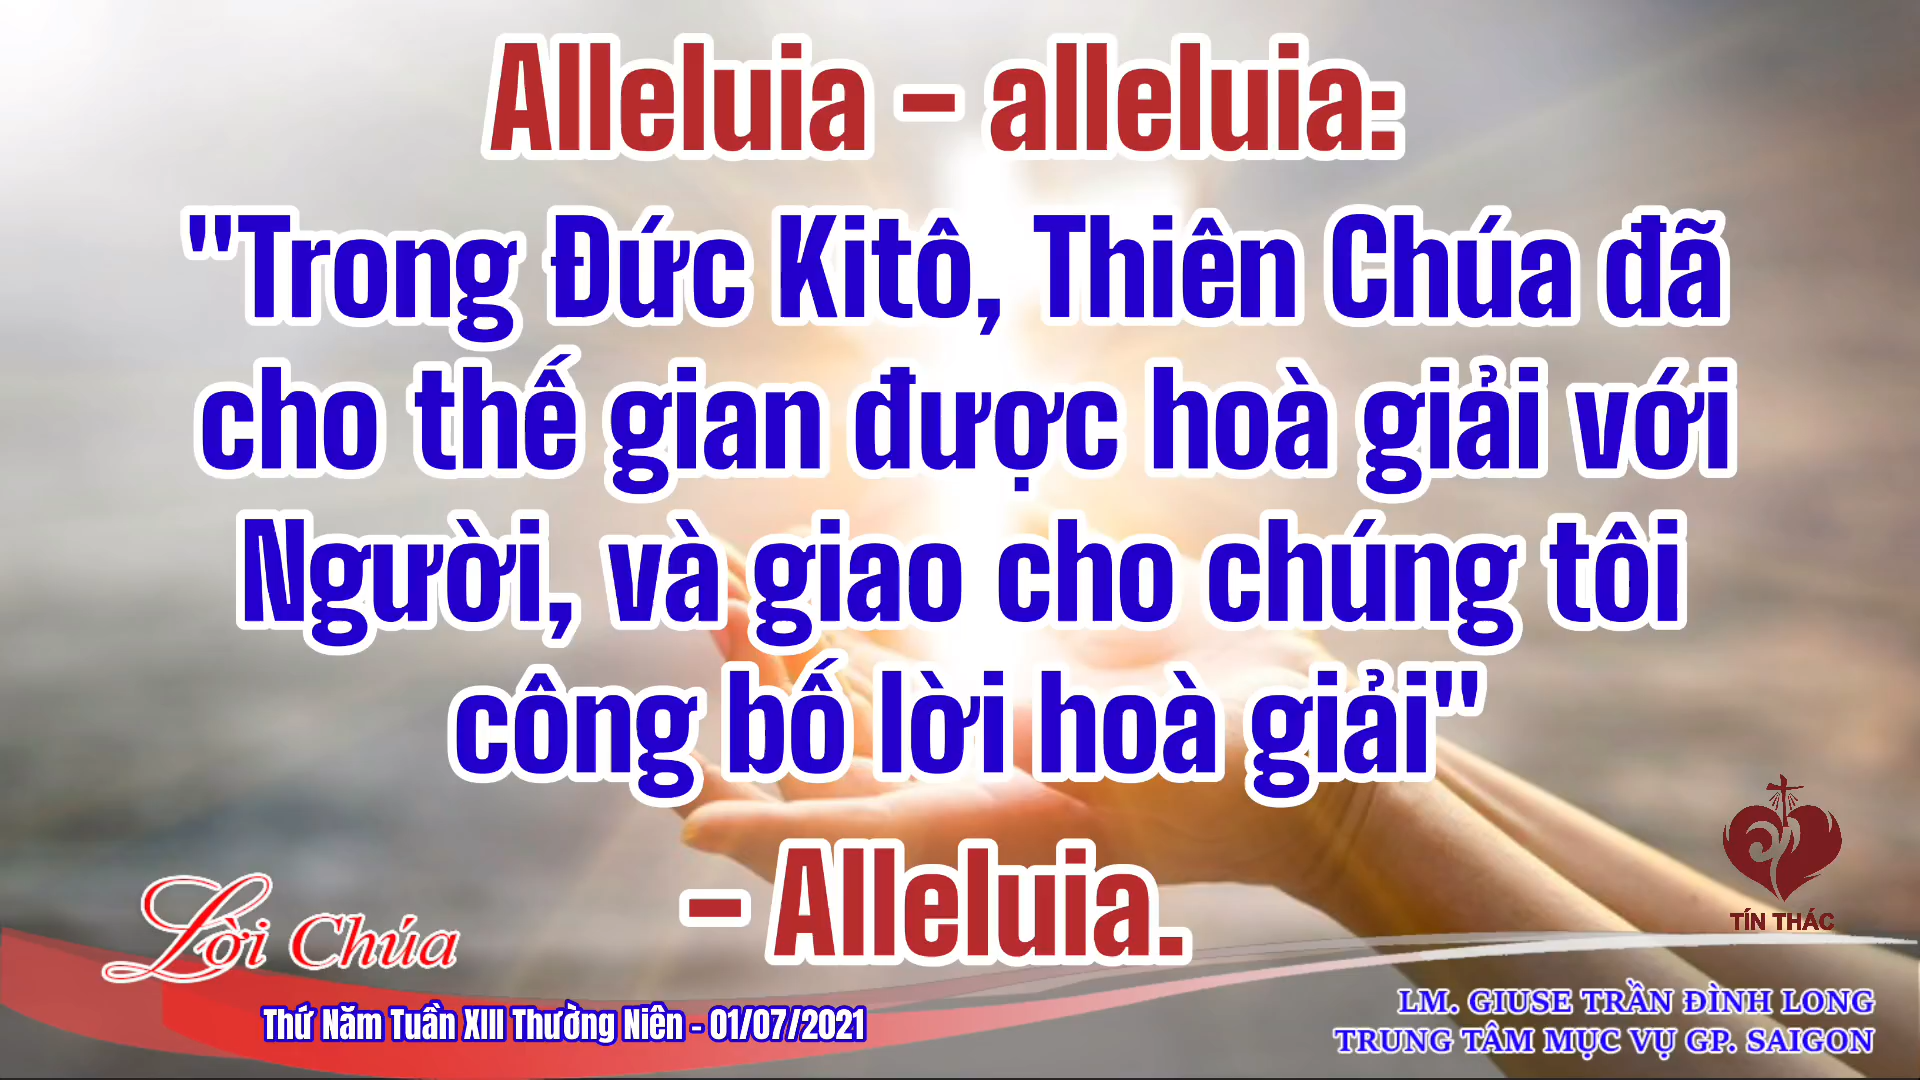 Alleluia – alleluia:
"Trong Đức Kitô, Thiên Chúa đã
cho thế gian được hoà giải với
Người, và giao cho chúng tôi
công bố lời hoà giải"
– Alleluia.
Lời Chúa
Thứ Năm Tuần XIII Thường Niên - 01/07/2021
TÍN THÁC
LM. GIUSE TRẦN ĐÌNH LONG
TRUNG TÂM MỤC VỤ GP. SAIGON